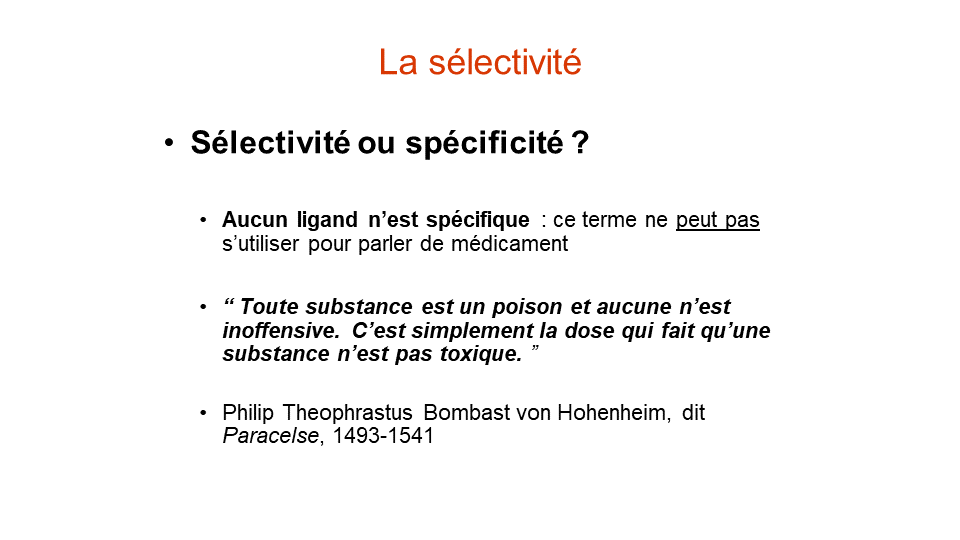 La sélectivité
• Sélectivité ou spécificité ?
• Aucun ligand n’est spécifique : ce terme ne peut pas
s’utiliser pour parler de médicament
• “ Toute substance est un poison et aucune n’est
inoffensive. C’est simplement la dose qui fait qu’une
substance n’est pas toxique. ”
• Philip Theophrastus Bombast von Hohenheim, dit
Paracelse, 1493-1541